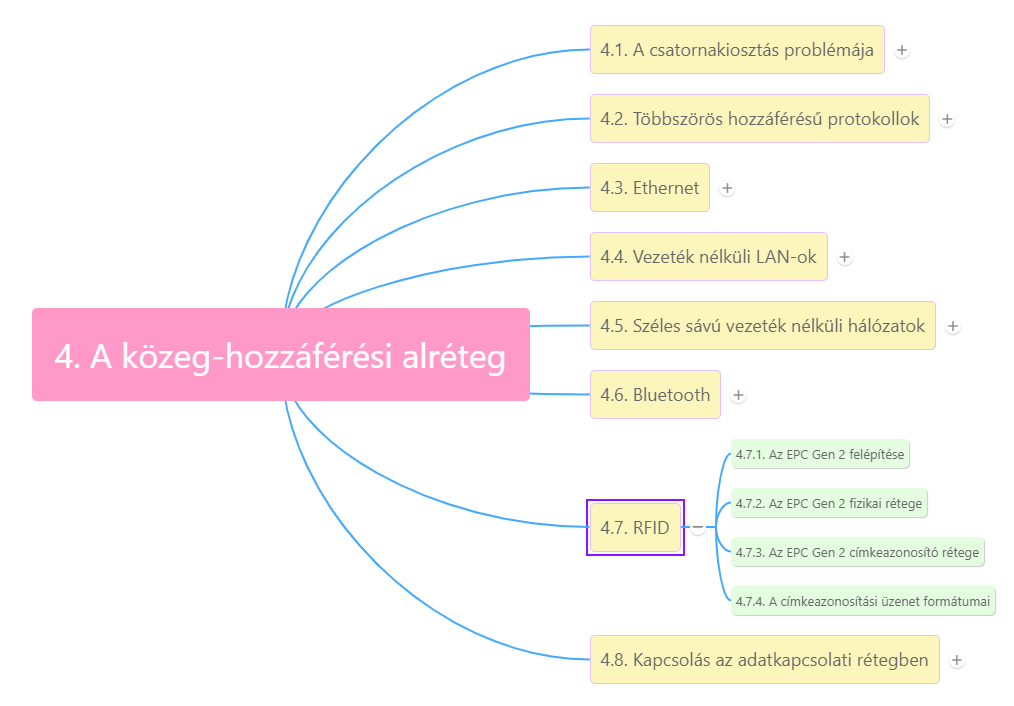 4. A közeg-hozzáférési alréteg
4.1. A csatornakiosztás problémája
4.2. Többszörös hozzáférésű protokollok
4.3. Ethernet
4.4. Vezeték nélküli LAN-ok
4.5. Széles sávú vezeték nélküli hálózatok
4.6. Bluetooth
4.7. RFID
4.7.1. Az EPC Gen 2 felépítése
4.7.2. Az EPC Gen 2 fizikai rétege
4.7.3. Az EPC Gen 2 címkeazonosító rétege
4.7.4. A címkeazonosítási üzenet formátumai
4.8. Kapcsolás az adatkapcsolati rétegben